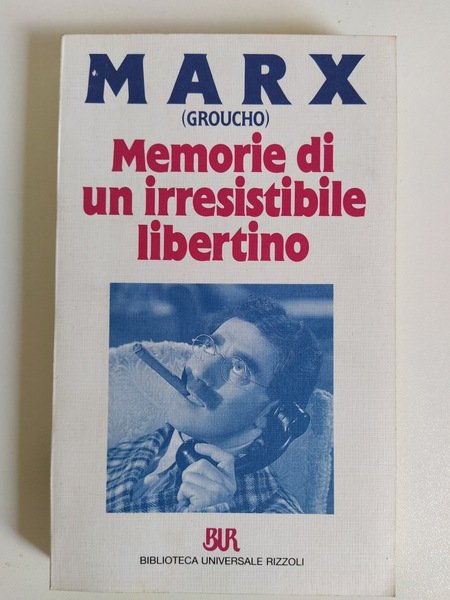 MARX
(GROUCHO)
Memorie di
un irresistibile
libertino
BUR
BIBLIOTECA UNIVERSALE RIZZOLI